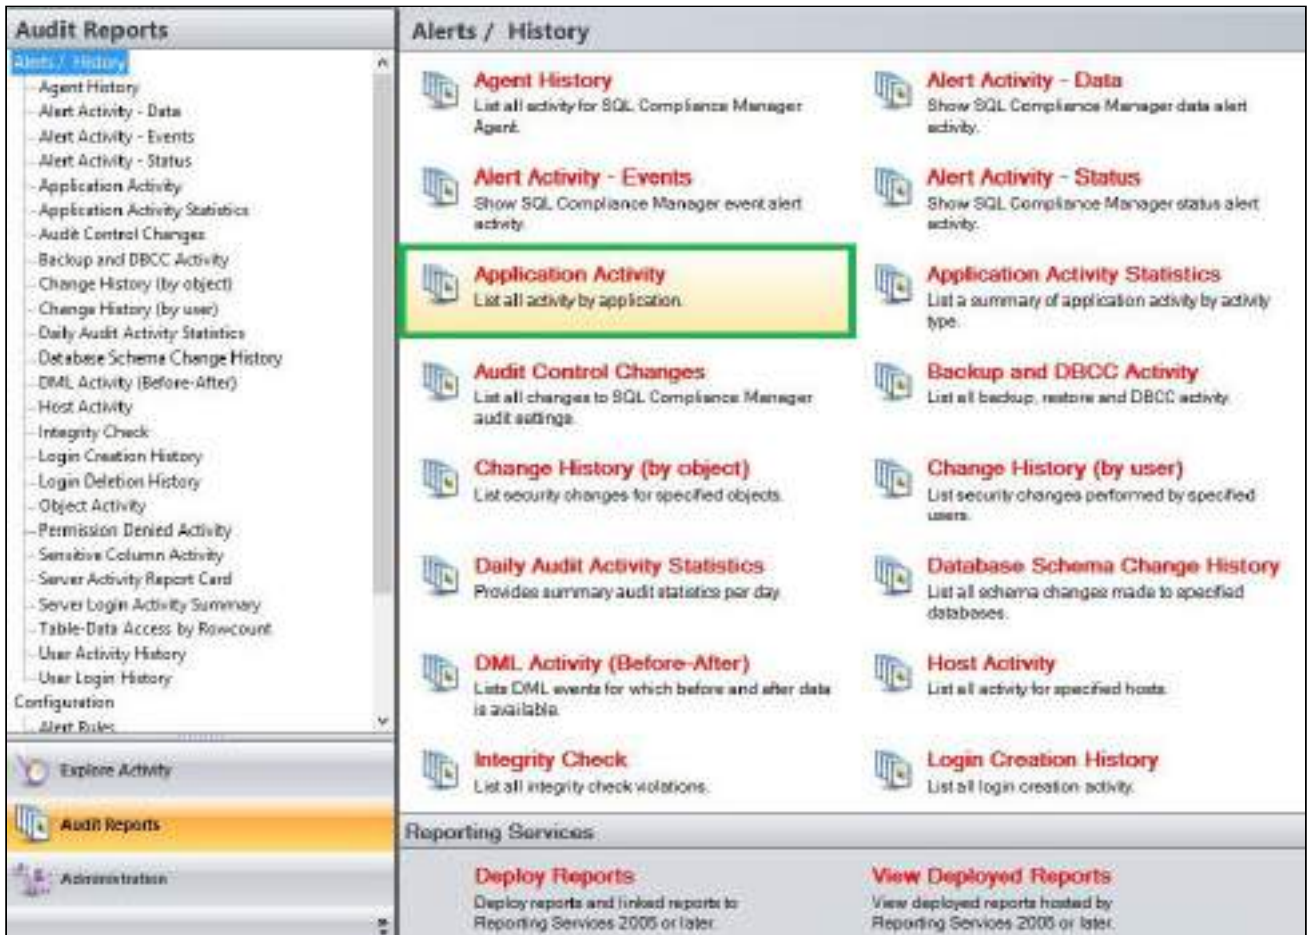 Audit Reports
Alerts / History
Agent History
Alert Activity - Data
Alert Activity - Events
Alert Activity - Status
Application Activity
Application Activity Statistics
Audit Control Changes
Backup and DBCC Activity
Change History (by object)
Change History (by user)
Daily Audit Activity Statistics
Database Schema Change History
DML Activity (Before-After)
Host Activity
Integrity Check
Login Creation History
Login Deletion History
Object Activity
Permission Denied Activity
Sensitive Column Activity
Server Activity Report Card
Server Login Activity Summary
Table-Data Access by Rowcount
User Activity History
User Login History
Configuration
Alert Rules
Explore Activity
Audit Reports
Administration
Alerts / History
Agent History
List all activity for SQL Compliance Manager
Agent.
Alert Activity - Data
Show SQL Compliance Manager data alert
activity.
Alert Activity - Events
Show SQL Compliance Manager event alert
activity.
Alert Activity - Status
Show SQL Compliance Manager status alert
activity.
Application Activity
List all activity by application.
Application Activity Statistics
List a summary of application activity by activity
type.
Audit Control Changes
List all changes to SQL Compliance Manager
audit settings.
Backup and DBCC Activity
List all backup, restore and DBCC activity.
Change History (by object)
List security changes for specified objects.
Change History (by user)
List security changes performed by specified
users.
Daily Audit Activity Statistics
Provides summary audit statistics per day.
Database Schema Change History
List all schema changes made to specified
databases.
DML Activity (Before-After)
Lists DML events for which before and after data
is available.
Host Activity
List all activity for specified hosts.
Integrity Check
List all integrity check violations.
Login Creation History
List all login creation activity.
Reporting Services
Deploy Reports
Deploy reports and linked reports to
Reporting Services 2005 or later.
View Deployed Reports
View deployed reports hosted by
Reporting Services 2005 or later.